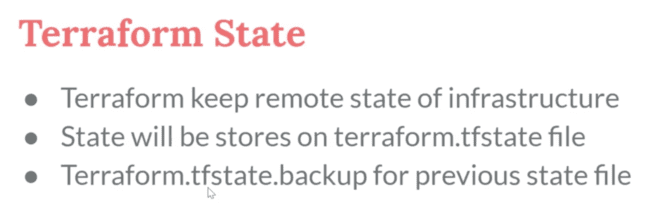 Terraform State
● Terraform keep remote state of infrastructure
● State will be stores on terraform.tfstate file
● Terraform.tfstate.backup for previous state file